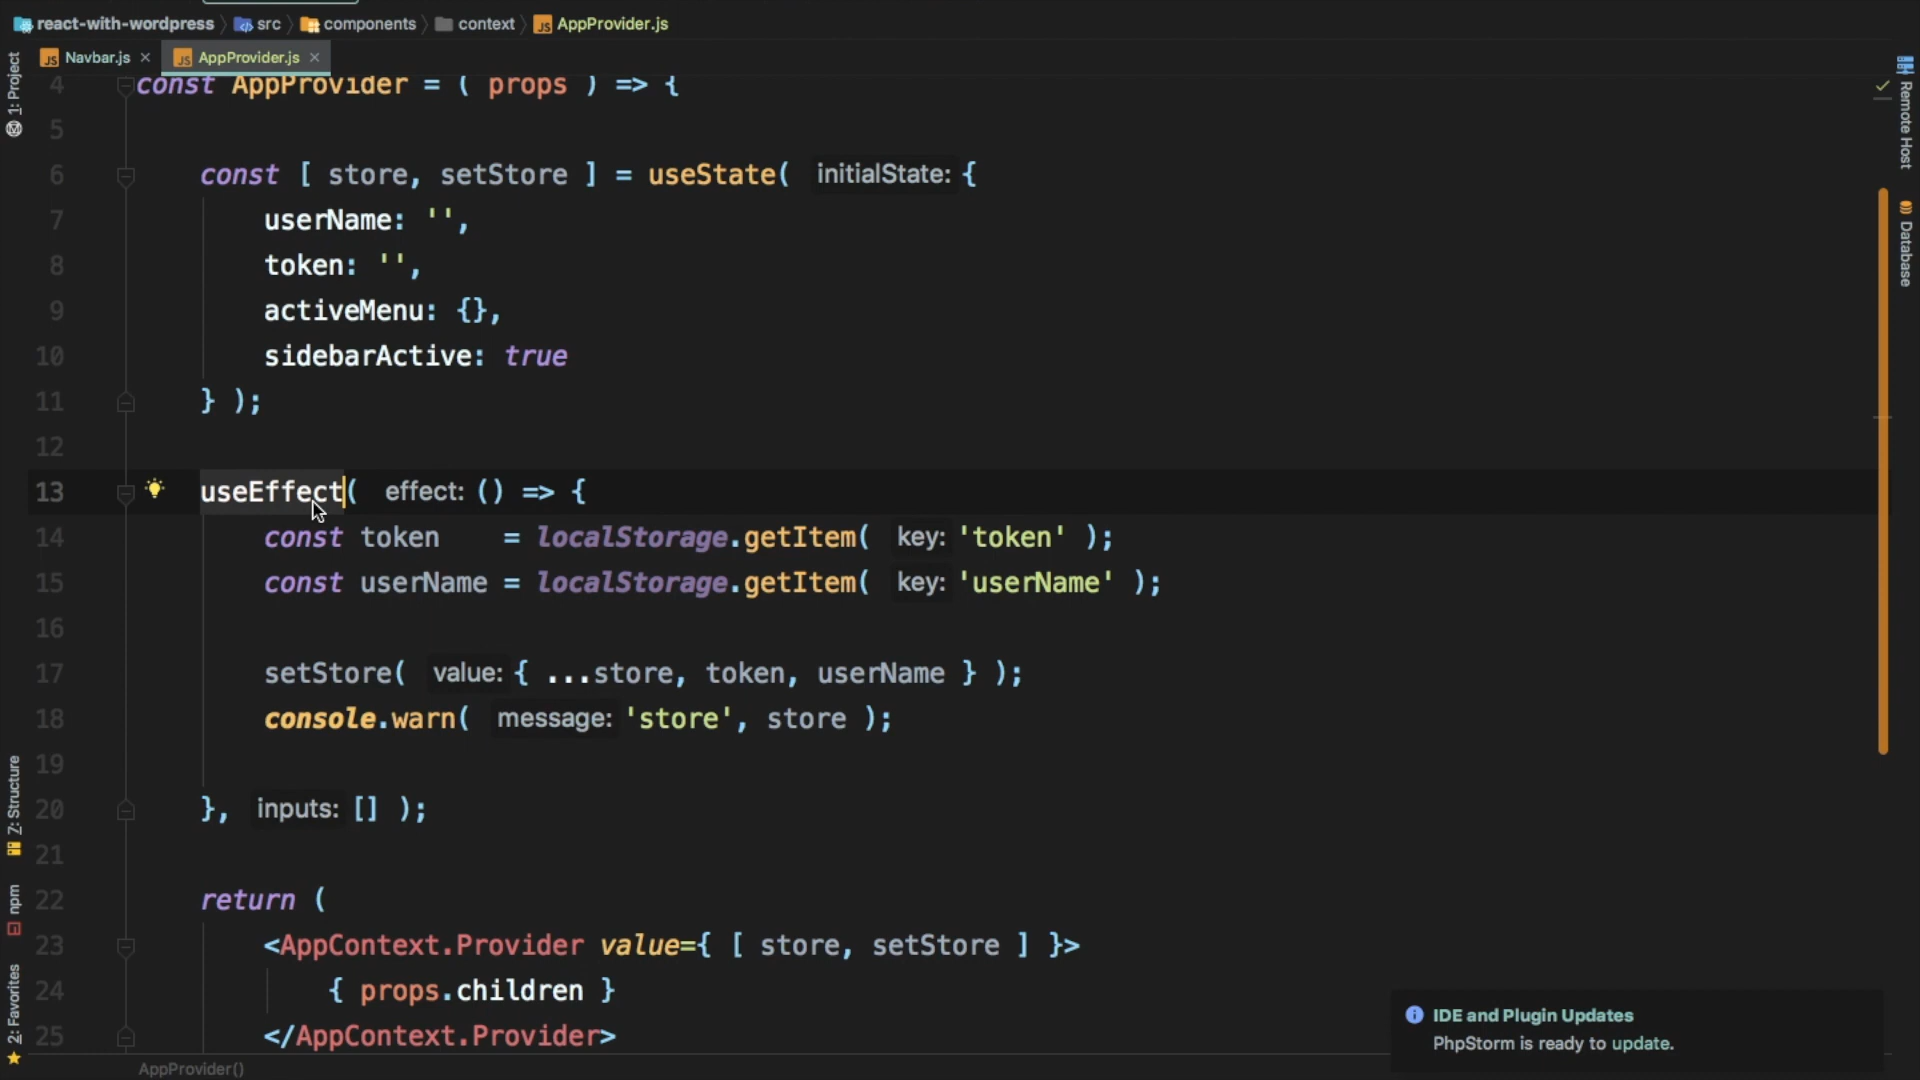 react-with-wordpress src components context AppProvider.js
Navbar.js AppProvider.js
1: Project
Remote Host
Database
Z: Structure
npm
2: Favorites
4 const AppProvider = ( props ) => {
5
6 const [ store, setStore ] = useState( initialState: {
7 userName: '',
8 token: '',
9 activeMenu: {},
10 sidebarActive: true
11 } );
12
13 useEffect( effect: () => {
14 const token = localStorage.getItem( key: 'token' );
15 const userName = localStorage.getItem( key: 'userName' );
16
17 setStore( value: { ...store, token, userName } );
18 console.warn( message: 'store', store );
19
20 }, inputs: [] );
21
22 return (
23 <AppContext.Provider value={ [ store, setStore ] }>
24 { props.children }
25 </AppContext.Provider>
IDE and Plugin Updates
PhpStorm is ready to update.
AppProvider()